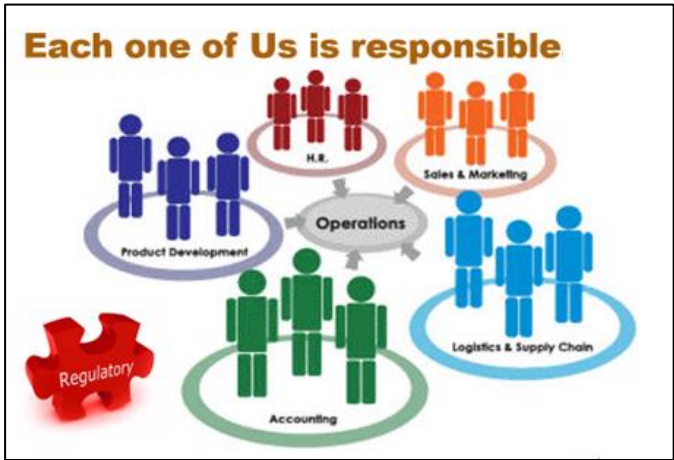 Each one of Us is responsible
H.R.
Sales & Marketing
Operations
Product Development
Logistics & Supply Chain
Regulatory
Accounting